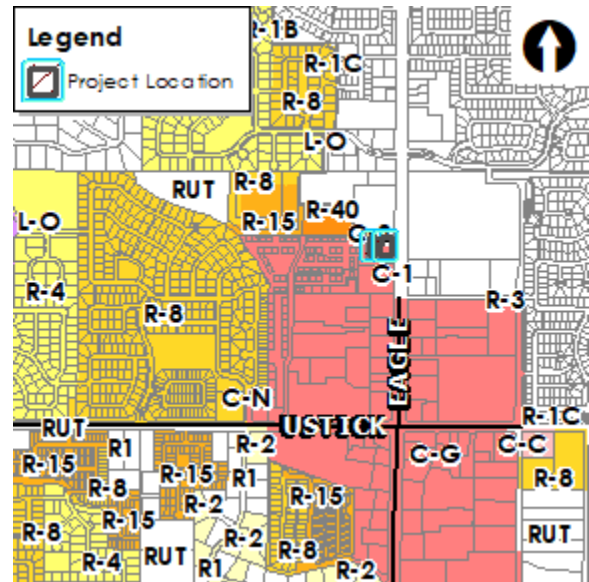 Legend
Project Location
R-1B
R-1C
R-8
L-O
RUT
R-8
R-15
R-40
L-O
C-1
R-4
R-8
R-3
EAGLE
C-N
USTICK
R-1C
RUT
R1
R-2
C-G
C-C
R-15
R-15
R1
R-15
R-8
R-8
R-2
R-15
R-8
R-2
R-8
RUT
R-4
RUT
R1
R-2